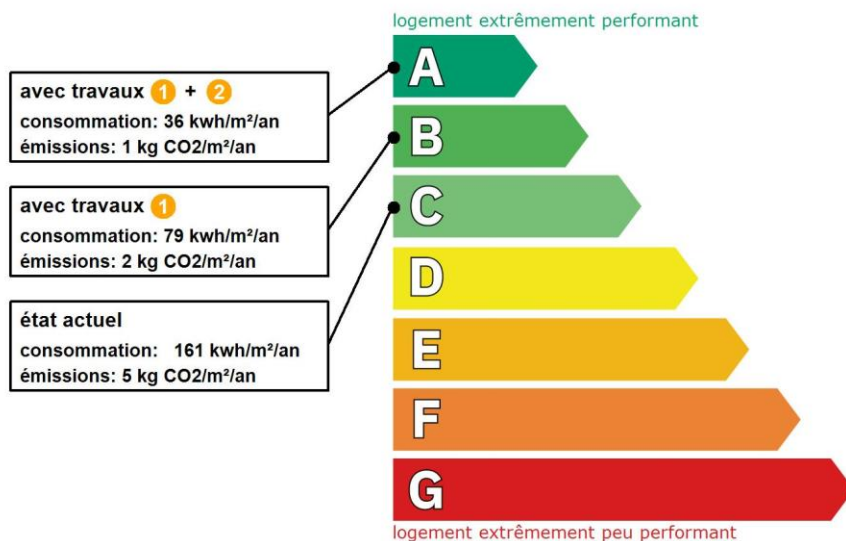 logement extrêmement performant
avec travaux 1 + 2
consommation: 36 kwh/m²/an
émissions: 1 kg CO2/m²/an
avec travaux 1
consommation: 79 kwh/m²/an
émissions: 2 kg CO2/m²/an
état actuel
consommation: 161 kwh/m²/an
émissions: 5 kg CO2/m²/an
A
B
C
D
E
F
G
logement extrêmement peu performant